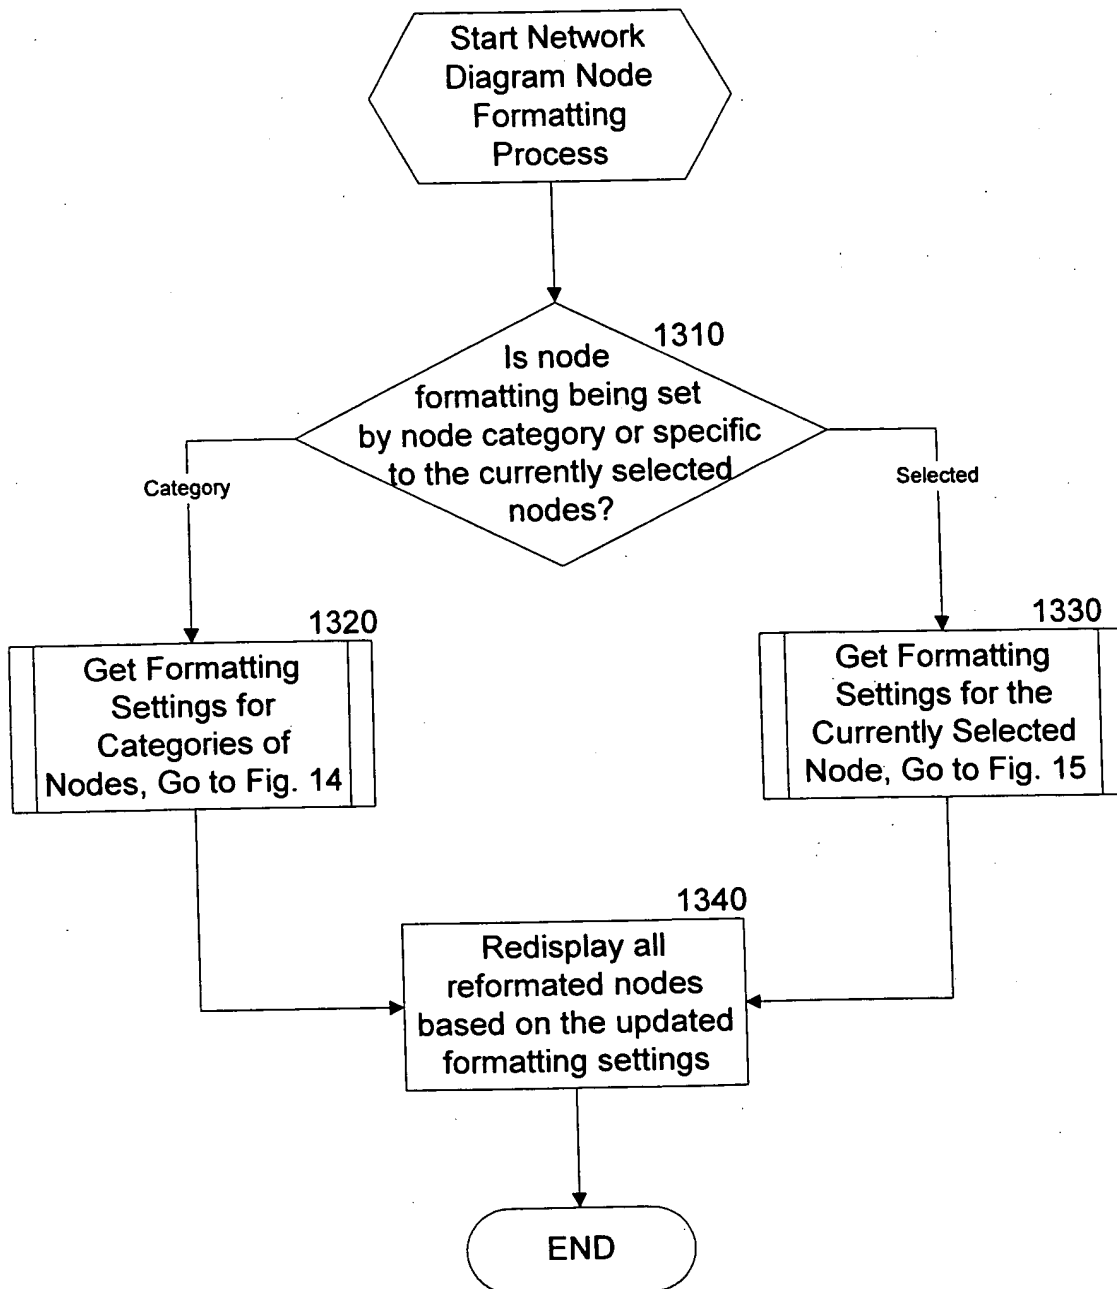 Start Network
Diagram Node
Formatting
Process
1310
Is node
formatting being set
by node category or specific
to the currently selected
nodes?
Category
Selected
1320
Get Formatting
Settings for
Categories of
Nodes, Go to Fig. 14
1330
Get Formatting
Settings for the
Currently Selected
Node, Go to Fig. 15
1340
Redisplay all
reformated nodes
based on the updated
formatting settings
END